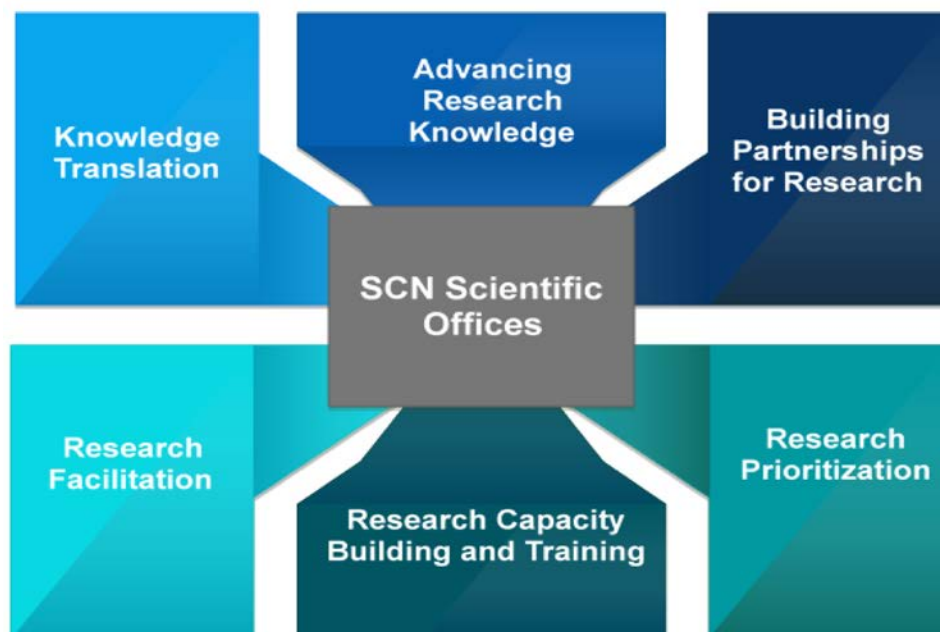 Knowledge
Translation
Advancing
Research
Knowledge
Building
Partnerships
for Research
SCN Scientific
Offices
Research
Facilitation
Research Capacity
Building and Training
Research
Prioritization